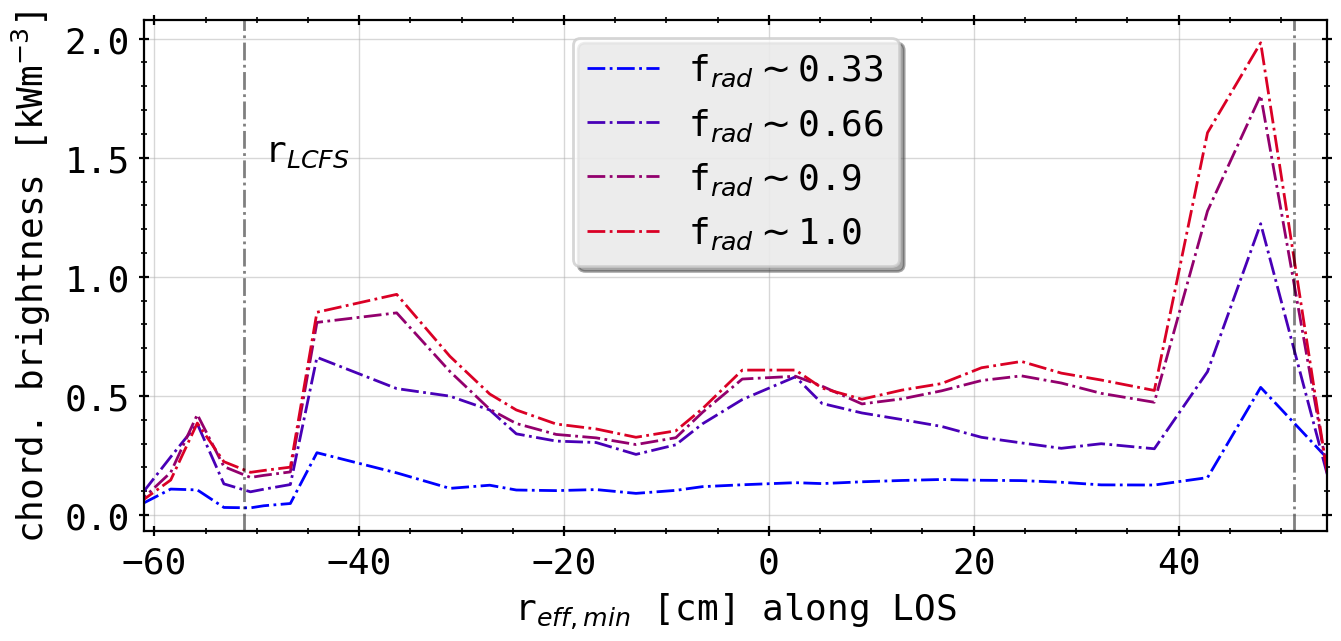 chord. brightness [kWm⁻³]
2.0
1.5
1.0
0.5
0.0
r_LCFS
f_rad ~ 0.33
f_rad ~ 0.66
f_rad ~ 0.9
f_rad ~ 1.0
−60 −40 −20 0 20 40
r_eff,min [cm] along LOS